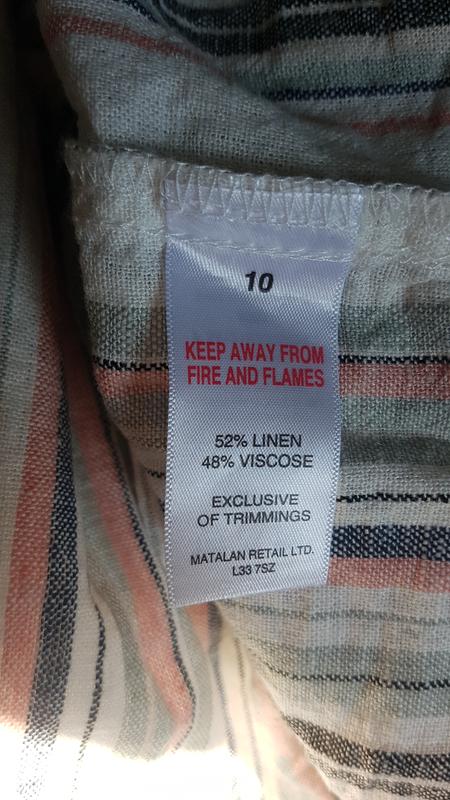 10
KEEP AWAY FROM
FIRE AND FLAMES
52% LINEN
48% VISCOSE
EXCLUSIVE
OF TRIMMINGS
MATALAN RETAIL LTD.
L33 7SZ